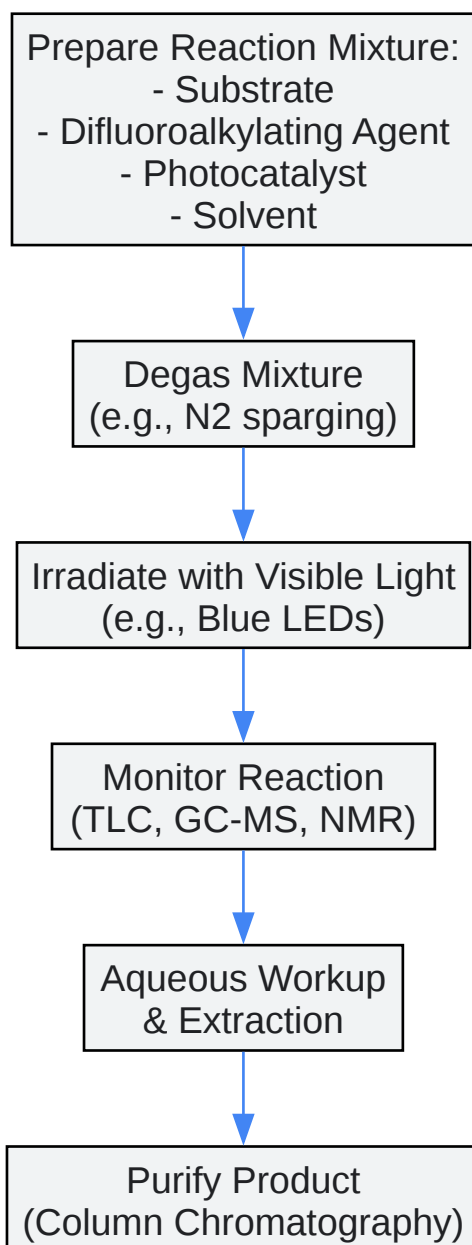 Prepare Reaction Mixture:
- Substrate
- Difluoroalkylating Agent
- Photocatalyst
- Solvent
Degas Mixture
(e.g., N2 sparging)
Irradiate with Visible Light
(e.g., Blue LEDs)
Monitor Reaction
(TLC, GC-MS, NMR)
Aqueous Workup
& Extraction
Purify Product
(Column Chromatography)